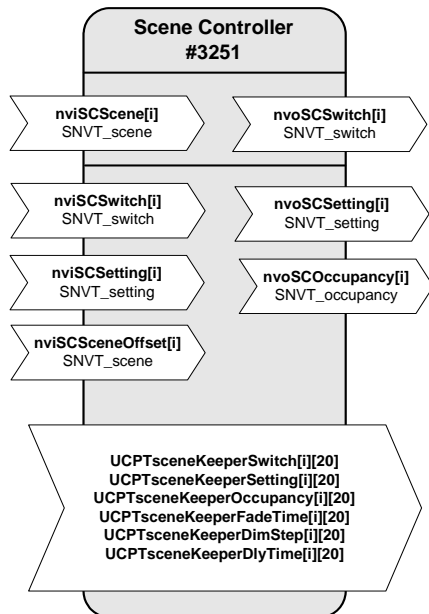 Scene Controller
#3251
nviSCScene[i]
SNVT_scene
nvoSCSwitch[i]
SNVT_switch
nviSCSwitch[i]
SNVT_switch
nvoSCSetting[i]
SNVT_setting
nviSCSetting[i]
SNVT_setting
nvoSCOccupancy[i]
SNVT_occupancy
nviSCSceneOffset[i]
SNVT_scene
UCPTsceneKeeperSwitch[i][20]
UCPTsceneKeeperSetting[i][20]
UCPTsceneKeeperOccupancy[i][20]
UCPTsceneKeeperFadeTime[i][20]
UCPTsceneKeeperDimStep[i][20]
UCPTsceneKeeperDlyTime[i][20]